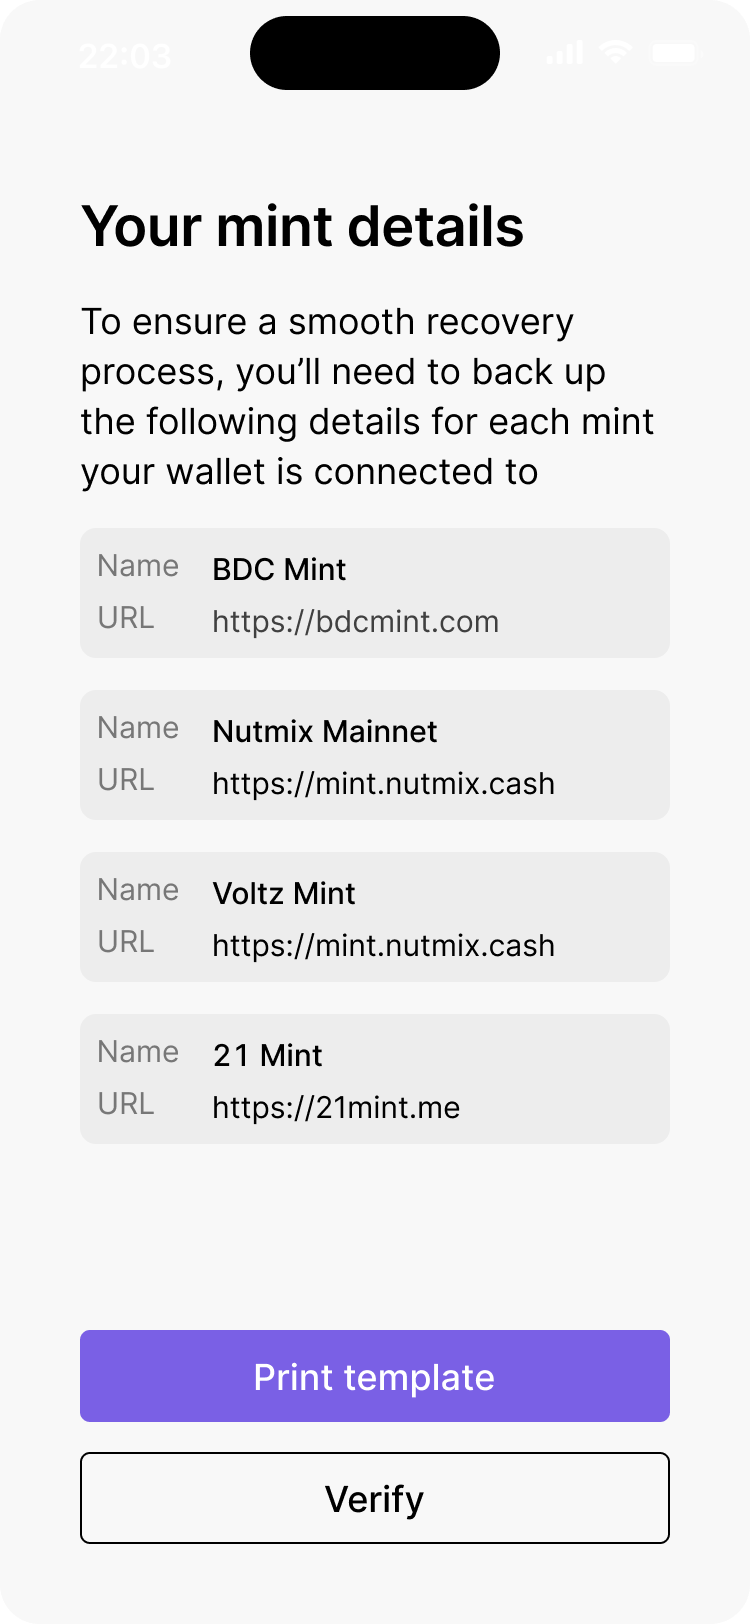 22:03
Your mint details
To ensure a smooth recovery
process, you’ll need to back up
the following details for each mint
your wallet is connected to
Name BDC Mint
URL https://bdcmint.com
Name Nutmix Mainnet
URL https://mint.nutmix.cash
Name Voltz Mint
URL https://mint.nutmix.cash
Name 21 Mint
URL https://21mint.me
Print template
Verify